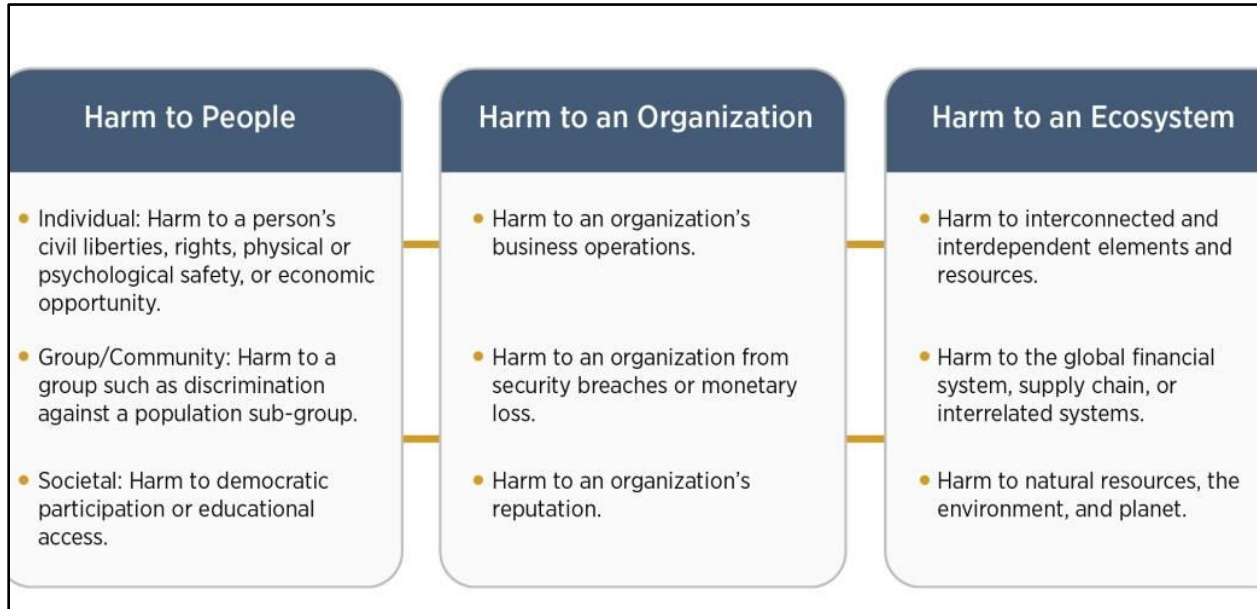 Harm to People
• Individual: Harm to a person’s
civil liberties, rights, physical or
psychological safety, or economic
opportunity.
• Group/Community: Harm to a
group such as discrimination
against a population sub-group.
• Societal: Harm to democratic
participation or educational
access.
Harm to an Organization
• Harm to an organization’s
business operations.
• Harm to an organization from
security breaches or monetary
loss.
• Harm to an organization’s
reputation.
Harm to an Ecosystem
• Harm to interconnected and
interdependent elements and
resources.
• Harm to the global financial
system, supply chain, or
interrelated systems.
• Harm to natural resources, the
environment, and planet.